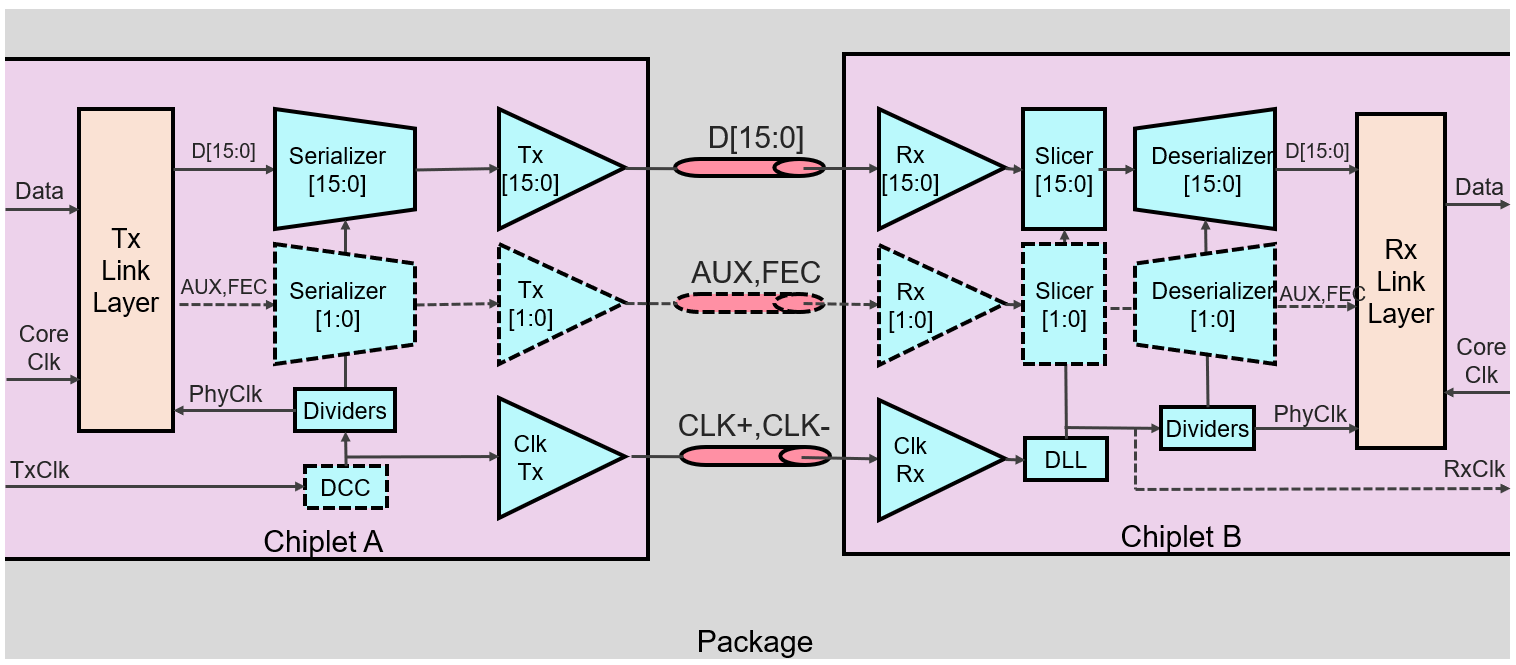 D[15:0]
AUX,FEC
CLK+,CLK-
Data
Core
Clk
TxClk
Tx
Link
Layer
D[15:0]
AUX,FEC
PhyClk
Serializer
[15:0]
Serializer
[1:0]
Dividers
DCC
Tx
[15:0]
Tx
[1:0]
Clk
Tx
Chiplet A
Rx
[15:0]
Rx
[1:0]
Clk
Rx
Slicer
[15:0]
Slicer
[1:0]
DLL
Deserializer
[15:0]
Deserializer
[1:0]
Dividers
D[15:0]
AUX,FEC
PhyClk
Rx
Link
Layer
Data
Core
Clk
RxClk
Chiplet B
Package